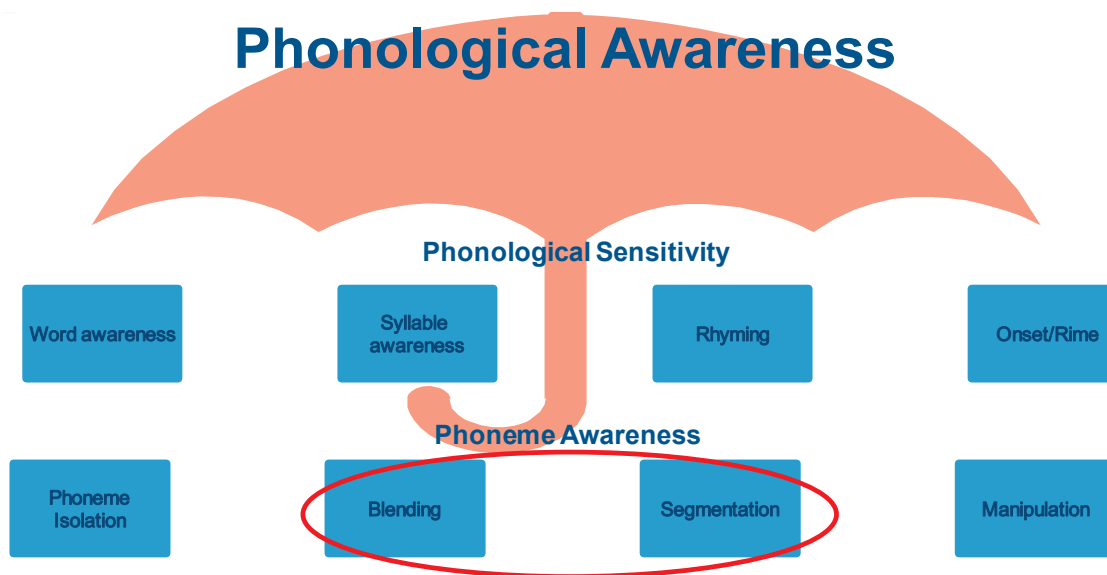 Phonological Awareness
Phonological Sensitivity
Word awareness
Syllable
awareness
Rhyming
Onset/Rime
Phoneme Awareness
Phoneme
Isolation
Blending
Segmentation
Manipulation